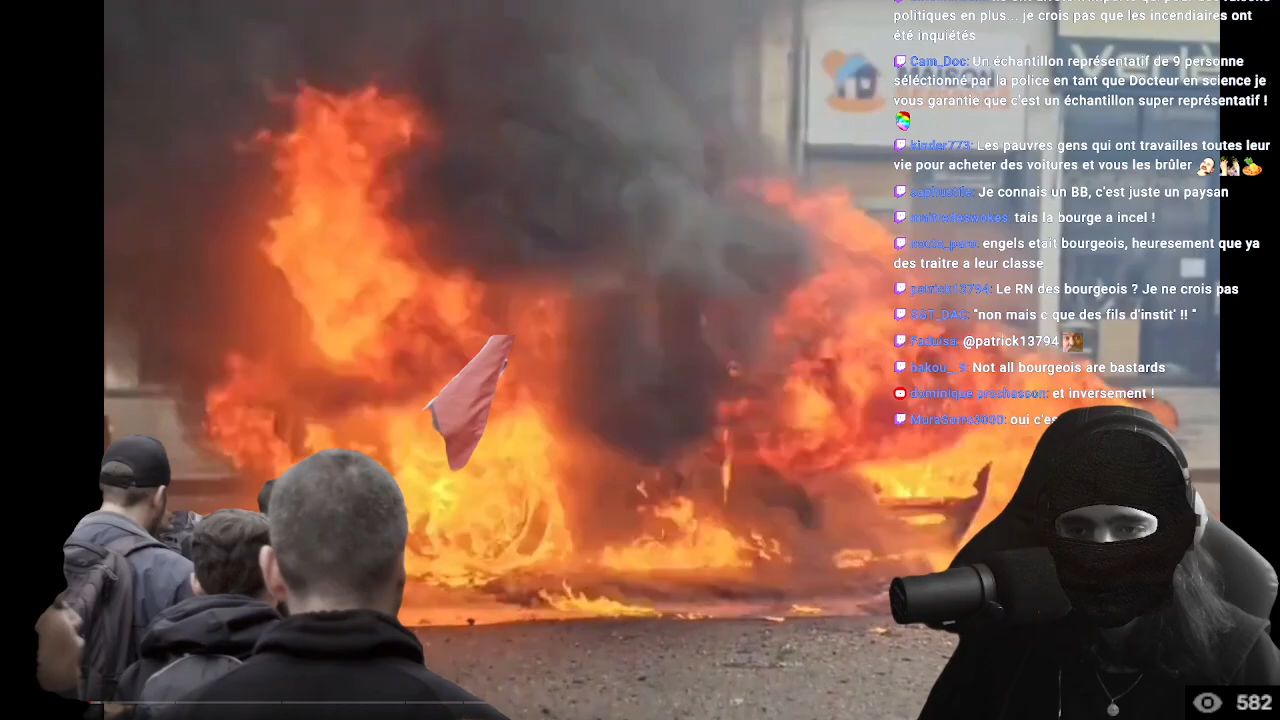 politiques en plus... je crois pas que les incendiaires ont
été inquiétés
Cam_Doc: Un échantillon représentatif de 9 personne
séléctionné par la police en tant que Docteur en science je
vous garantie que c'est un échantillon super représentatif !
kinder773: Les pauvres gens qui ont travailles toutes leur
vie pour acheter des voitures et vous les brûler
Je connais un BB, c'est juste un paysan
maitredeswokes: tais la bourge a incel !
engels etait bourgeois, heuresement que ya
des traitre a leur classe
patrick13794: Le RN des bourgeois ? Je ne crois pas
SGT_DAC: "non mais c que des fils d'instit' !! "
@patrick13794
Not all bourgeois are bastards
dominique prochasson: et inversement !
oui c'es
582